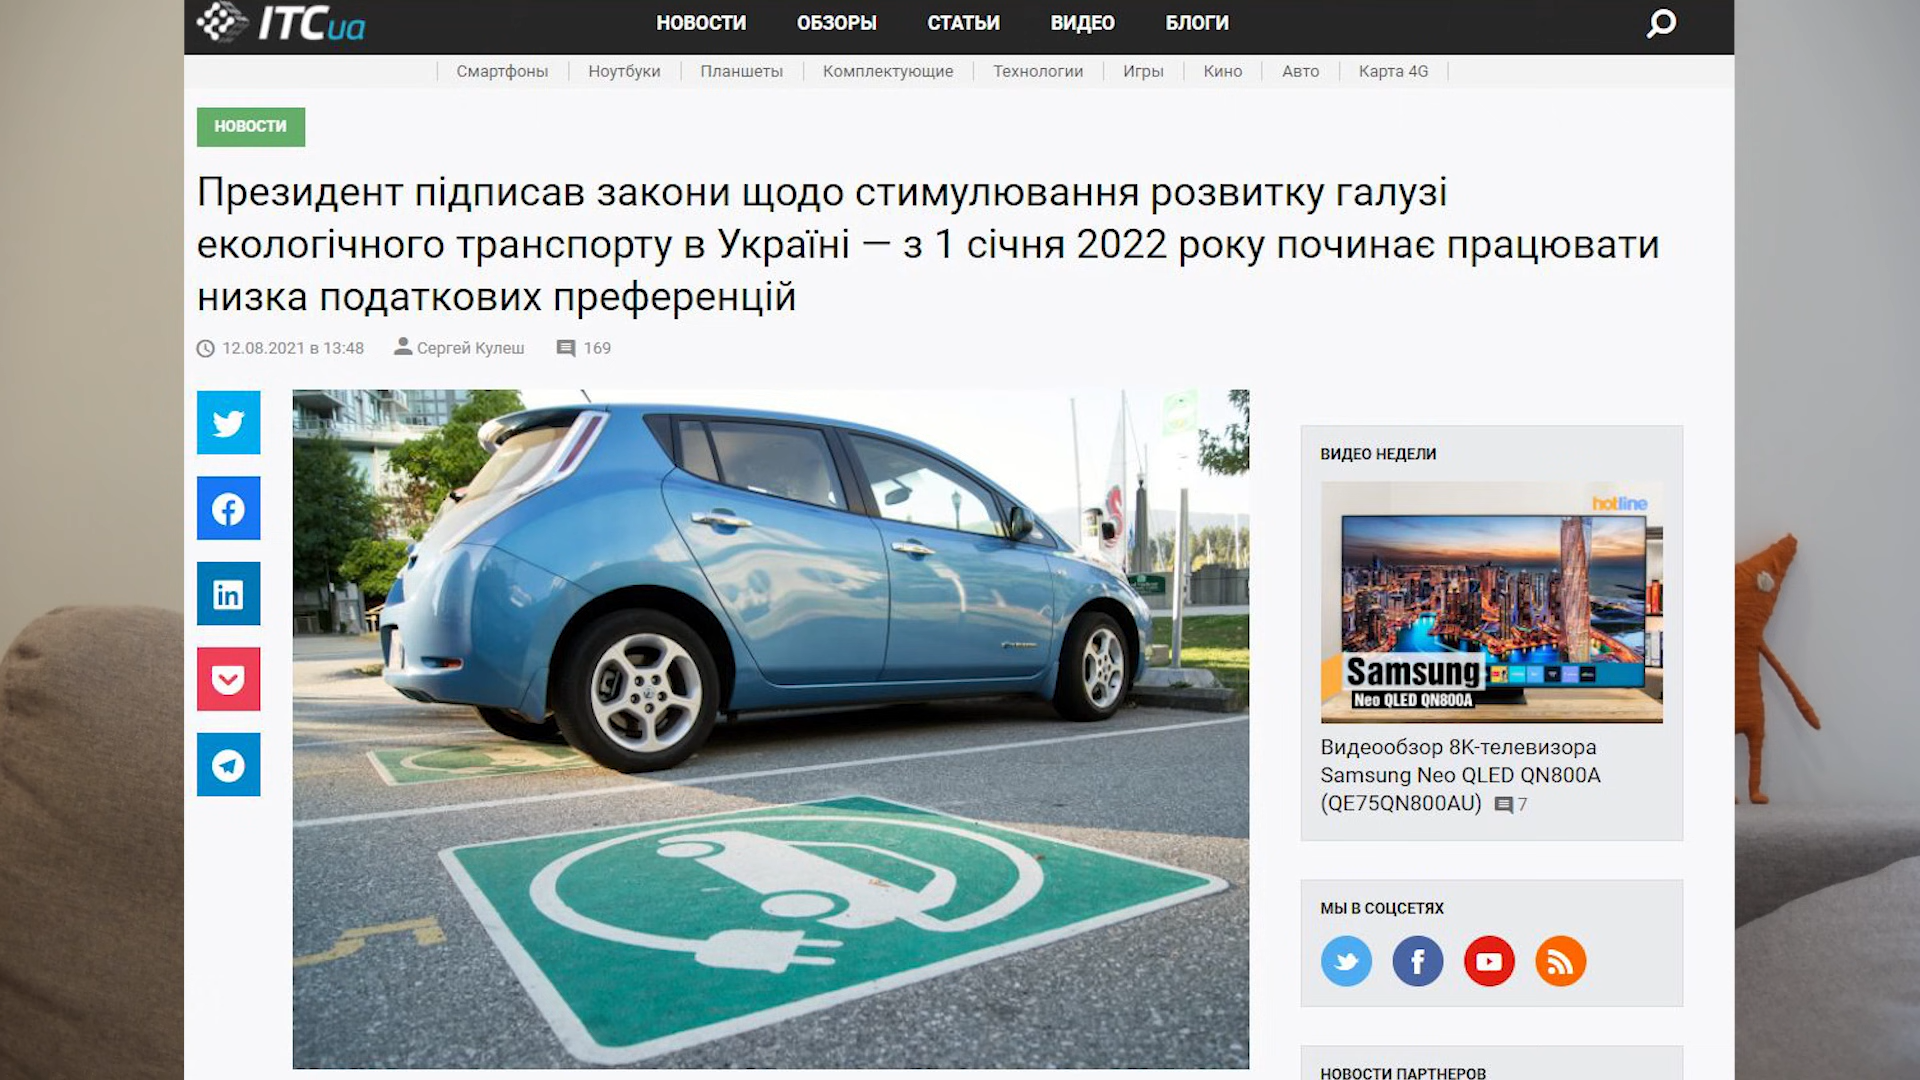 ITCua
НОВОСТИ ОБЗОРЫ СТАТЬИ ВИДЕО БЛОГИ
Смартфоны Ноутбуки Планшеты Комплектующие Технологии Игры Кино Авто Карта 4G
НОВОСТИ
Президент підписав закони щодо стимулювання розвитку галузі
екологічного транспорту в Україні — з 1 січня 2022 року починає працювати
низка податкових преференцій
12.08.2021 в 13:48 Сергей Кулеш 169
ВИДЕО НЕДЕЛИ
hotline
Samsung
Neo QLED QN800A
Видеообзор 8K-телевизора
Samsung Neo QLED QN800A
(QE75QN800AU) 7
МЫ В СОЦСЕТЯХ
НОВОСТИ ПАРТНЕРОВ